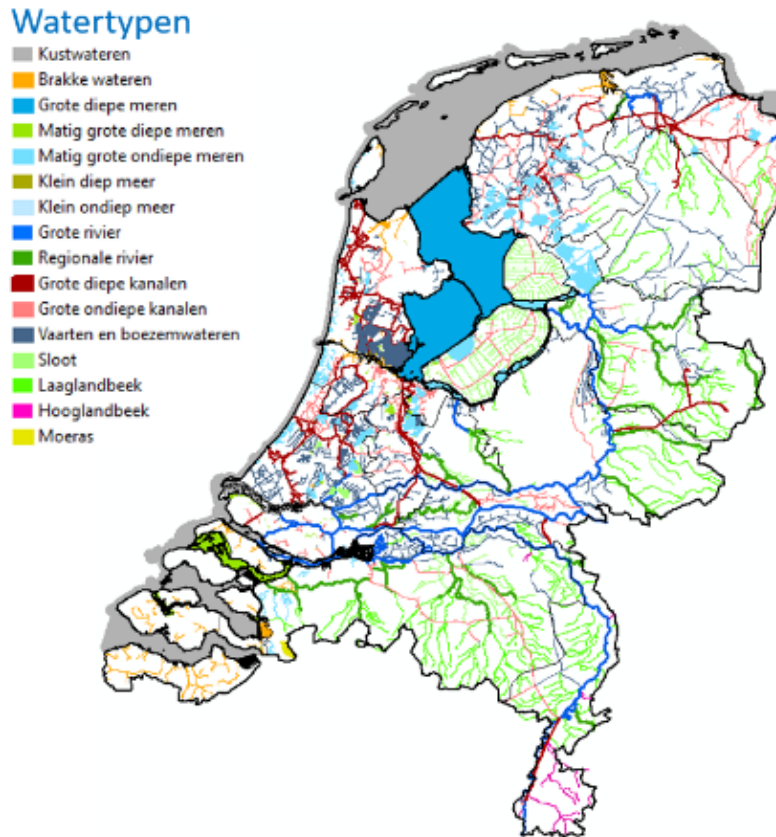 Watertypen
Kustwateren
Brakke wateren
Grote diepe meren
Matig grote diepe meren
Matig grote ondiepe meren
Klein diep meer
Klein ondiep meer
Grote rivier
Regionale rivier
Grote diepe kanalen
Grote ondiepe kanalen
Vaarten en boezemwateren
Sloot
Laaglandbeek
Hooglandbeek
Moeras